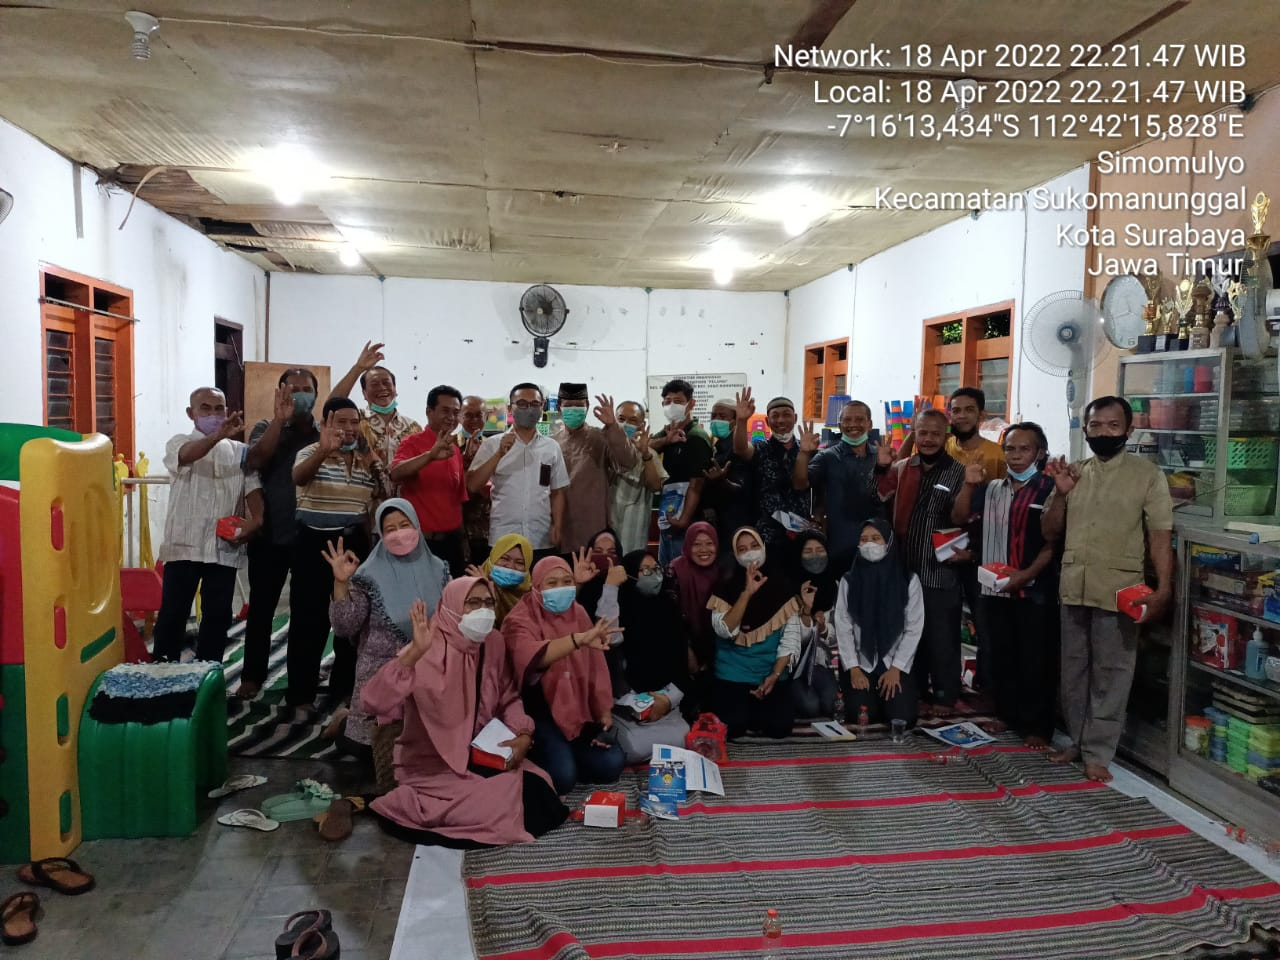 Network: 18 Apr 2022 22.21.47 WIB
Local: 18 Apr 2022 22.21.47 WIB
-7°16'13,434"S 112°42'15,828"E
Simomulyo
Kecamatan Sukomanunggal
Kota Surabaya
Jawa Timur